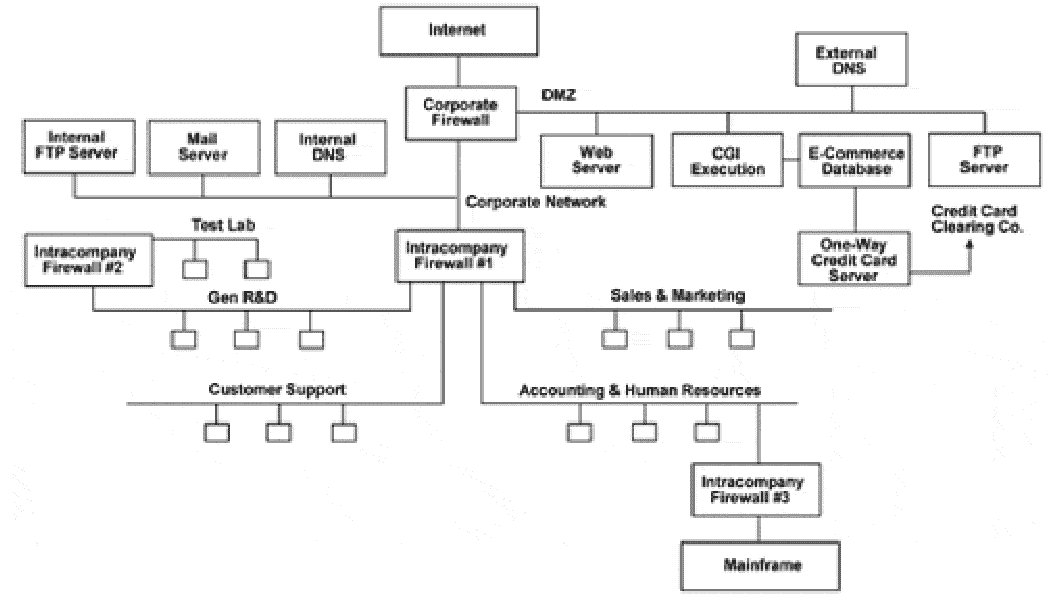 Internet
External
DNS
DMZ
Corporate
Firewall
Internal
FTP Server
Mail
Server
Internal
DNS
Web
Server
CGI
Execution
E-Commerce
Database
FTP
Server
Corporate Network
Credit Card
Clearing Co.
Test Lab
Intracompany
Firewall #2
Intracompany
Firewall #1
One-Way
Credit Card
Server
Gen R&D
Sales & Marketing
Customer Support
Accounting & Human Resources
Intracompany
Firewall #3
Mainframe